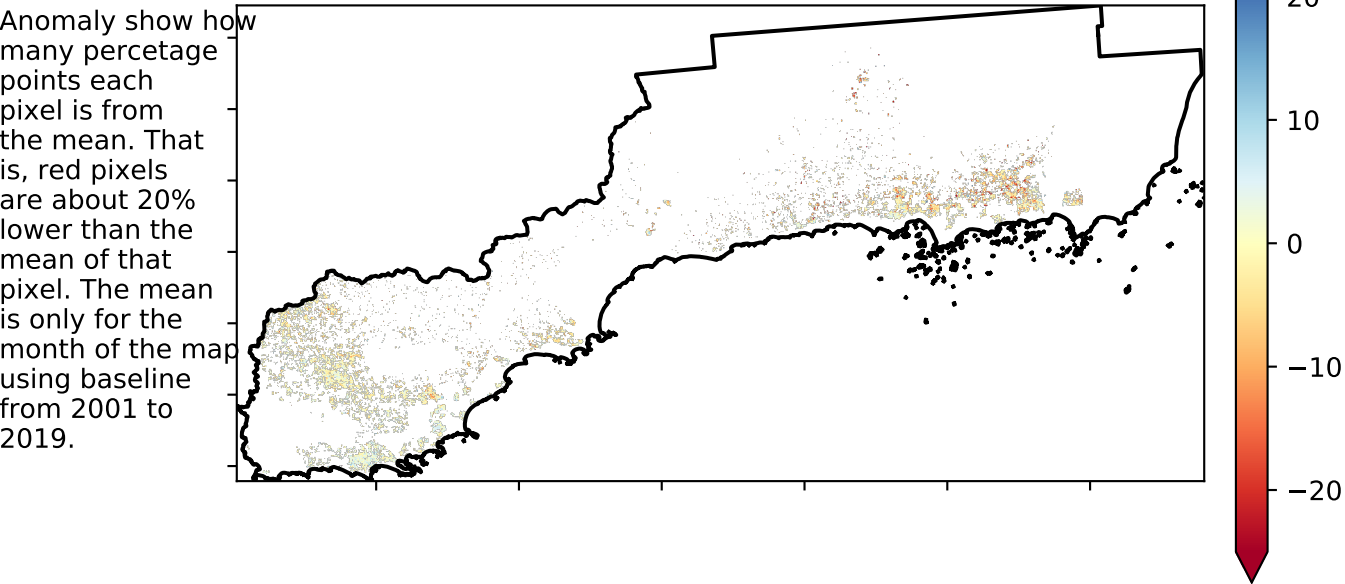 Anomaly show how
many percetage
points each
pixel is from
the mean. That
is, red pixels
are about 20%
lower than the
mean of that
pixel. The mean
is only for the
month of the map
using baseline
from 2001 to
2019.
20
10
0
−10
−20